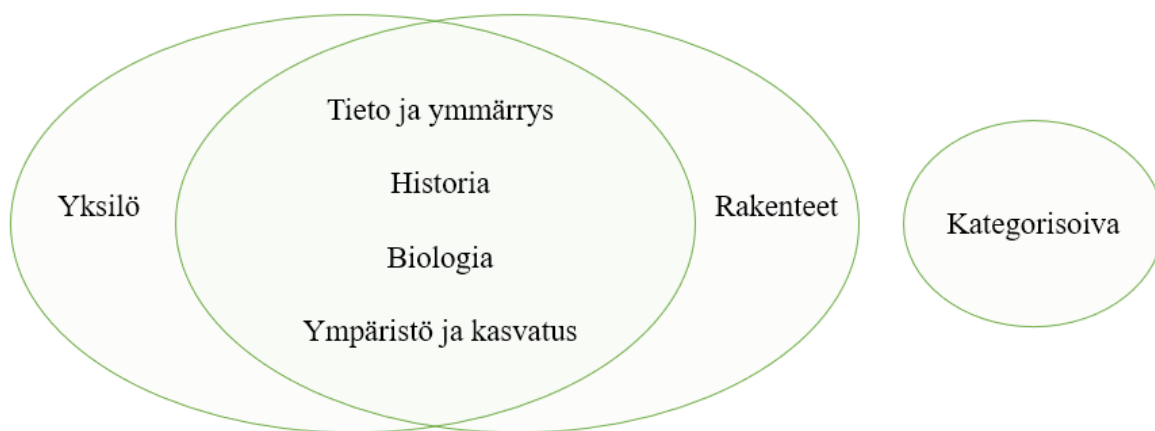 Tieto ja ymmärrys
Historia
Yksilö
Rakenteet
Kategorisoiva
Biologia
Ympäristö ja kasvatus